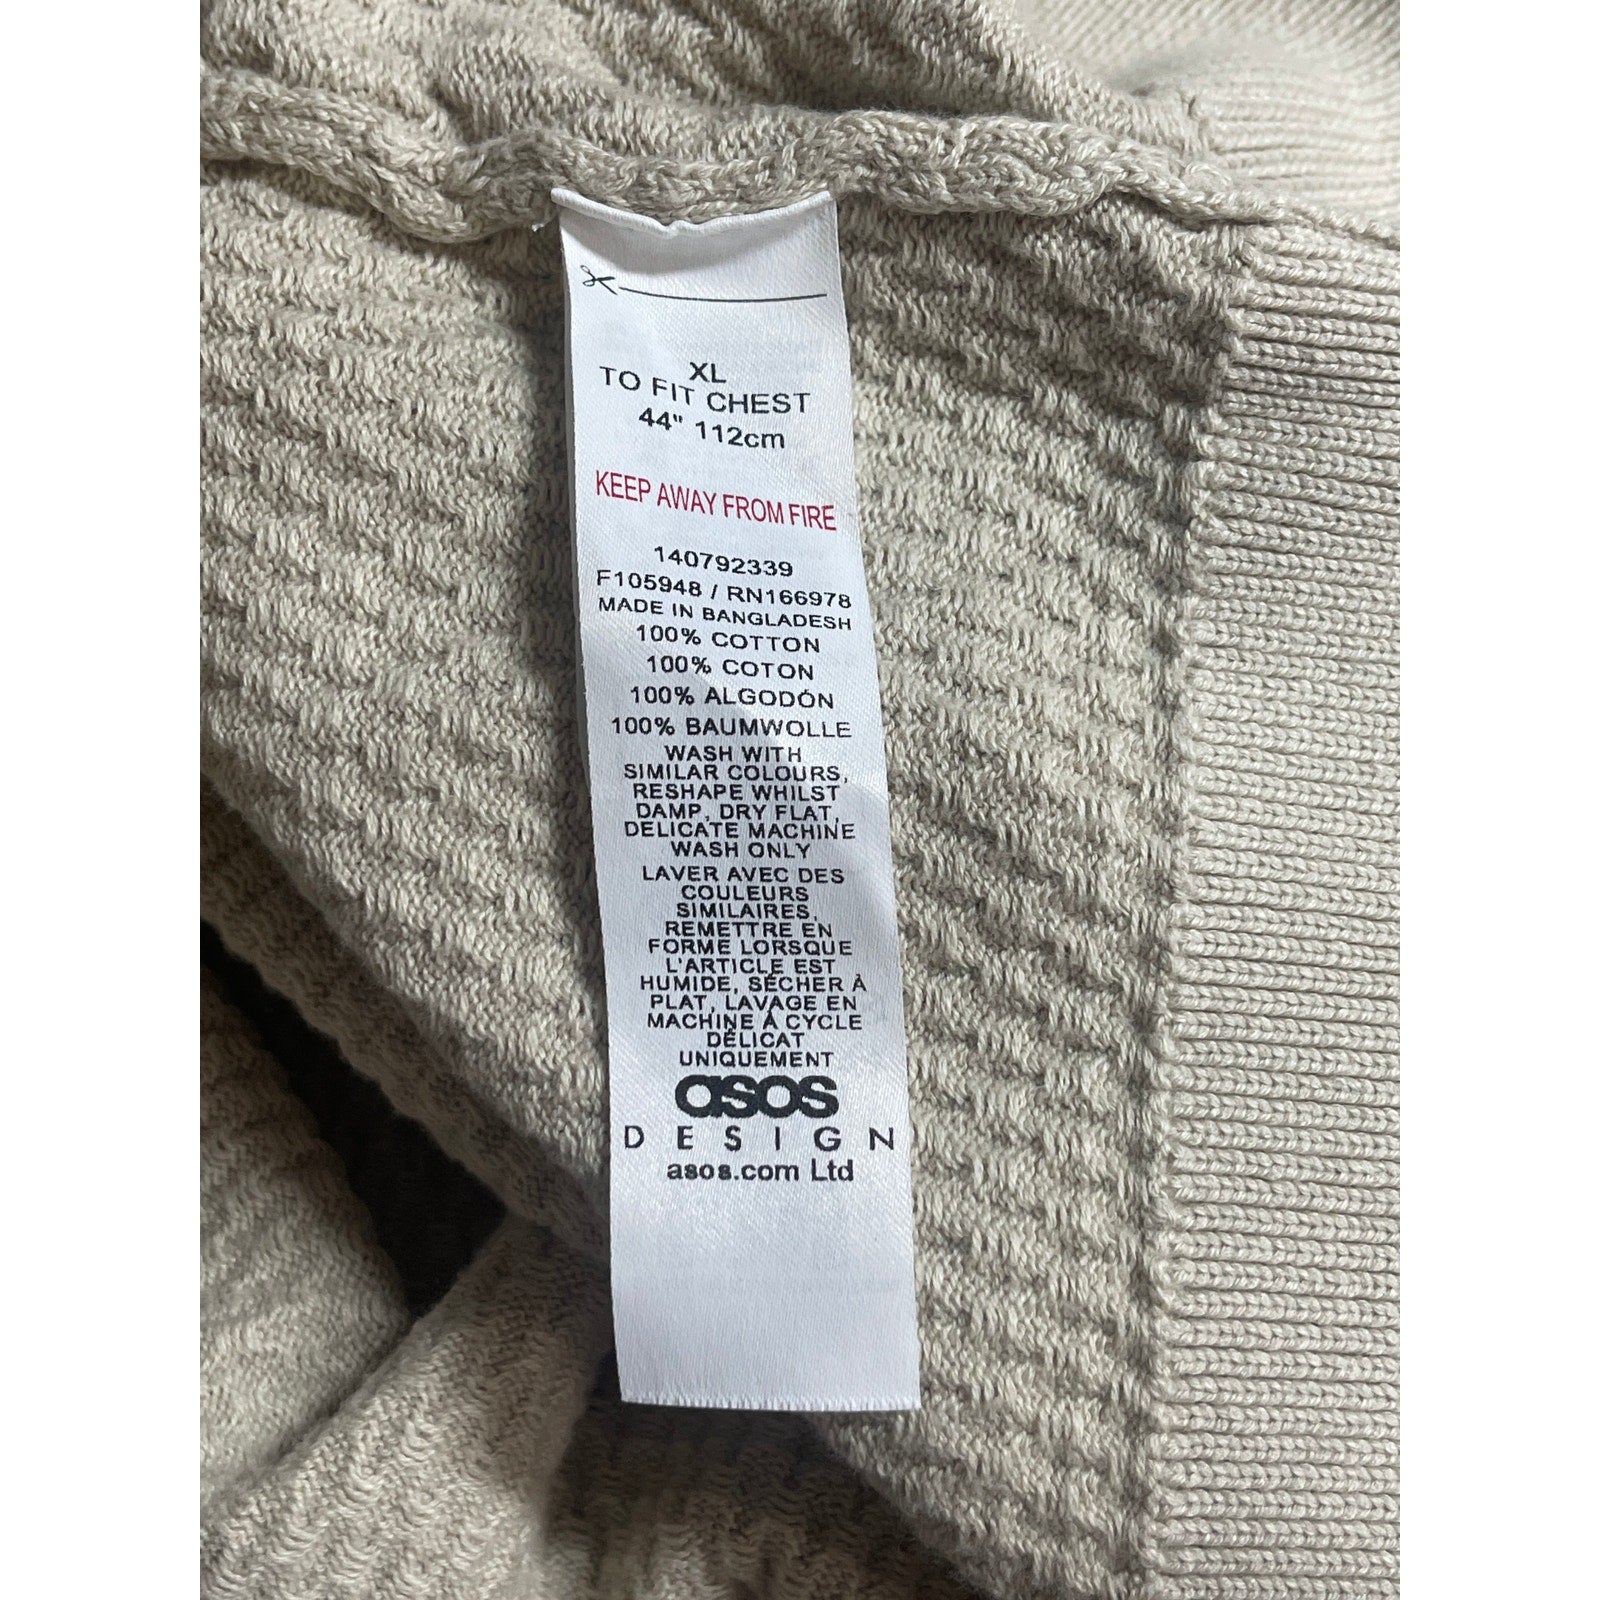 XL
TO FIT CHEST
44" 112cm
KEEP AWAY FROM FIRE
140792339
F105948 / RN166978
MADE IN BANGLADESH
100% COTTON
100% COTON
100% ALGODÓN
100% BAUMWOLLE
WASH WITH
SIMILAR COLOURS,
RESHAPE WHILST
DAMP, DRY FLAT,
DELICATE MACHINE
WASH ONLY
LAVER AVEC DES
COULEURS
SIMILAIRES,
REMETTRE EN
FORME LORSQUE
L'ARTICLE EST
HUMIDE, SÉCHER À
PLAT, LAVAGE EN
MACHINE À CYCLE
DÉLICAT
UNIQUEMENT
asos
DESIGN
asos.com Ltd